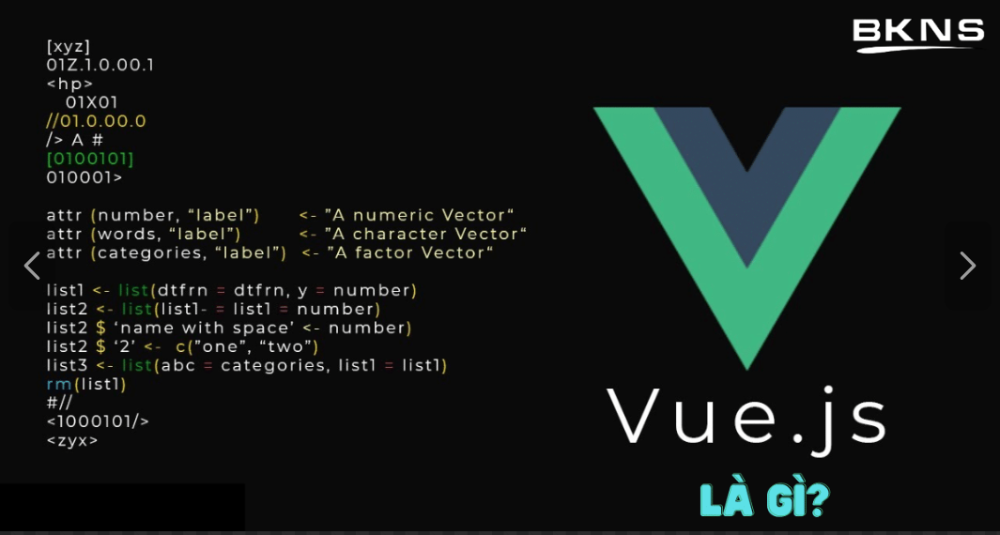 BKNS
[xyz]
01Z.1.0.00.1
<hp>
01X01
//01.0.00.0
/> A #
[0100101]
010001>
attr (number, “label”) <- ”A numeric Vector“
attr (words, “label”) <- ”A character Vector“
attr (categories, “label”) <- ”A factor Vector“
list1 <- list(dtfrn = dtfrn, y = number)
list2 <- list(list1- = list1 = number)
list2 $ ‘name with space’ <- number)
list2 $ ‘2’ <- c(”one”, “two”)
list3 <- list(abc = categories, list1 = list1)
rm(list1)
#//
<1000101/>
<zyx>
Vue.js
LÀ GÌ?